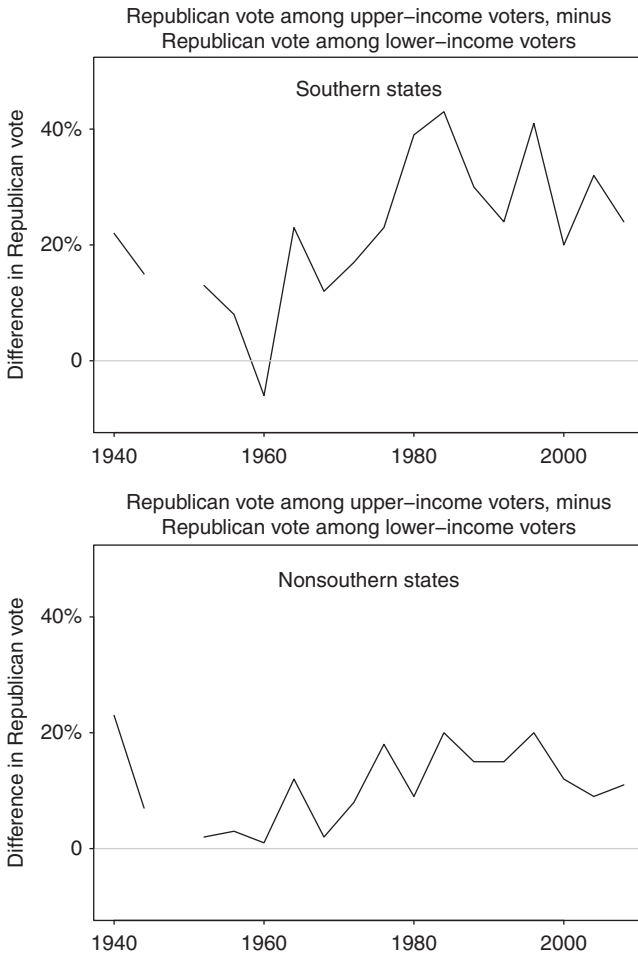 Republican vote among upper−income voters, minus
Republican vote among lower−income voters
Southern states
Difference in Republican vote
40%
20%
0
1940 1960 1980 2000
Republican vote among upper−income voters, minus
Republican vote among lower−income voters
Nonsouthern states
Difference in Republican vote
40%
20%
0
1940 1960 1980 2000